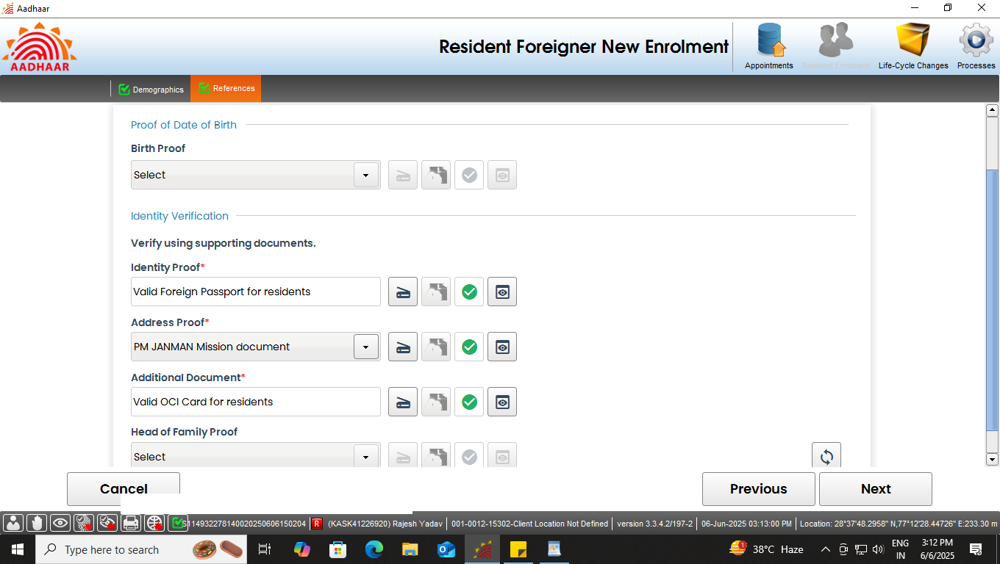 Aadhaar
AADHAAR
Resident Foreigner New Enrolment
Appointments
Resident Enrolment
Life-Cycle Changes
Processes
Demographics
References
Proof of Date of Birth
Birth Proof
Select
Identity Verification
Verify using supporting documents.
Identity Proof*
Valid Foreign Passport for residents
Address Proof*
PM JANMAN Mission document
Additional Document*
Valid OCI Card for residents
Head of Family Proof
Select
Cancel
Previous
Next
S1149322781400202506061502​04
R
(KASK41226920) Rajesh Yadav
001-0012-15302-Client Location Not Defined
version 3.3.4.2/197-2
06-Jun-2025 03:13:00 PM
Location: 28°37'48.2958" N,77°12'28.44726" E:233.30 m
Type here to search
1
38°C Haze
ENG
IN
3:12 PM
6/6/2025